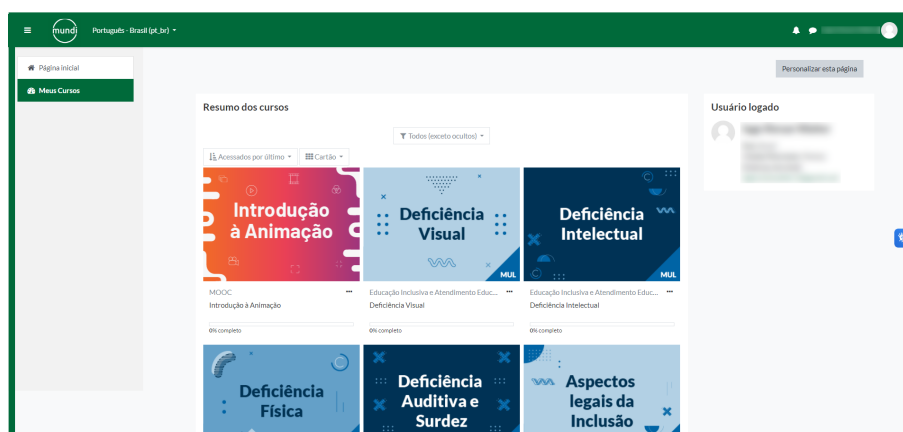 mundi
Português - Brasil (pt_br)
Página inicial
Meus Cursos
Personalizar esta página
Resumo dos cursos
Todos (exceto ocultos)
Acessados por último
Cartão
Introdução
à Animação
MOOC
Introdução à Animação
0% completo
Deficiência
Visual
MUL
Educação Inclusiva e Atendimento Educ...
Deficiência Visual
0% completo
Deficiência
Intelectual
MUL
Educação Inclusiva e Atendimento Educ...
Deficiência Intelectual
0% completo
Deficiência
Física
Deficiência
Auditiva e
Surdez
Aspectos
legais da
Inclusão
Usuário logado